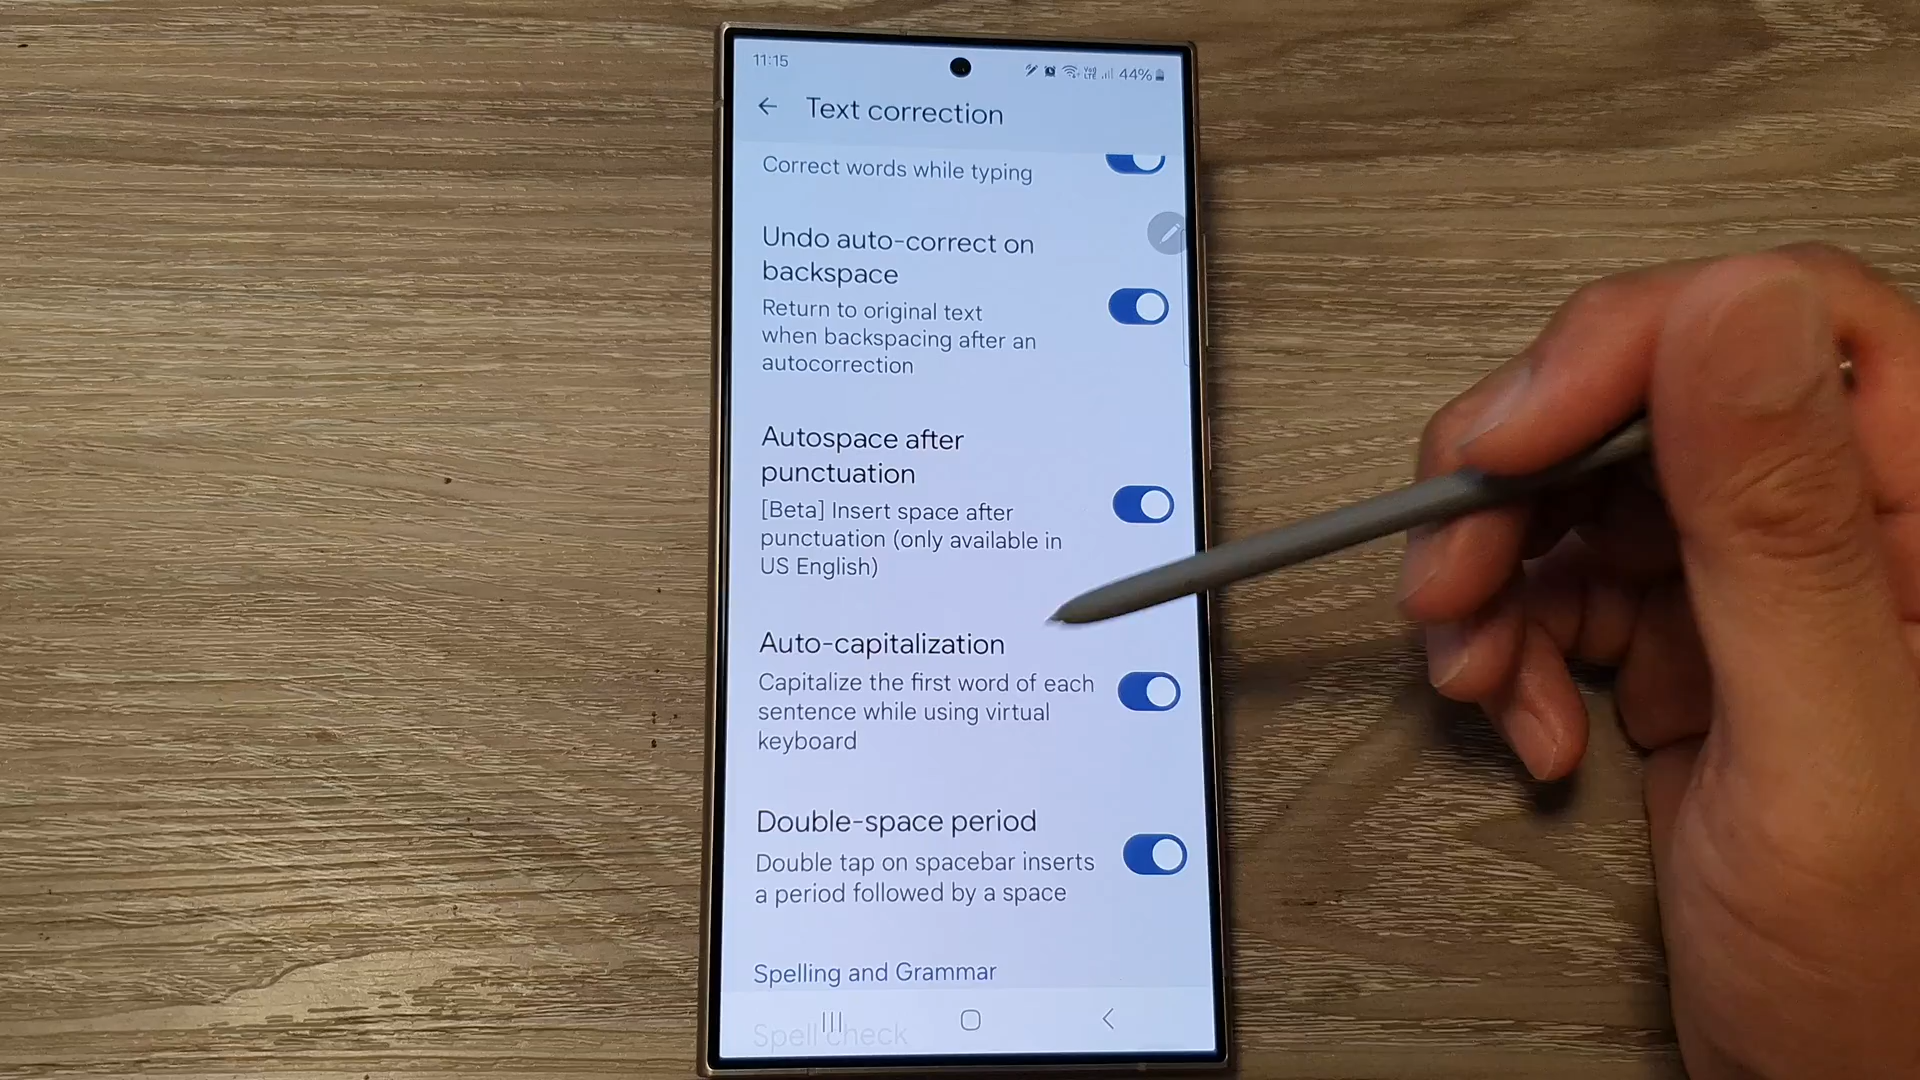 11:15
44%
Text correction
Correct words while typing
Undo auto-correct on
backspace
Return to original text
when backspacing after an
autocorrection
Autospace after
punctuation
[Beta] Insert space after
punctuation (only available in
US English)
Auto-capitalization
Capitalize the first word of each
sentence while using virtual
keyboard
Double-space period
Double tap on spacebar inserts
a period followed by a space
Spelling and Grammar
Spell check